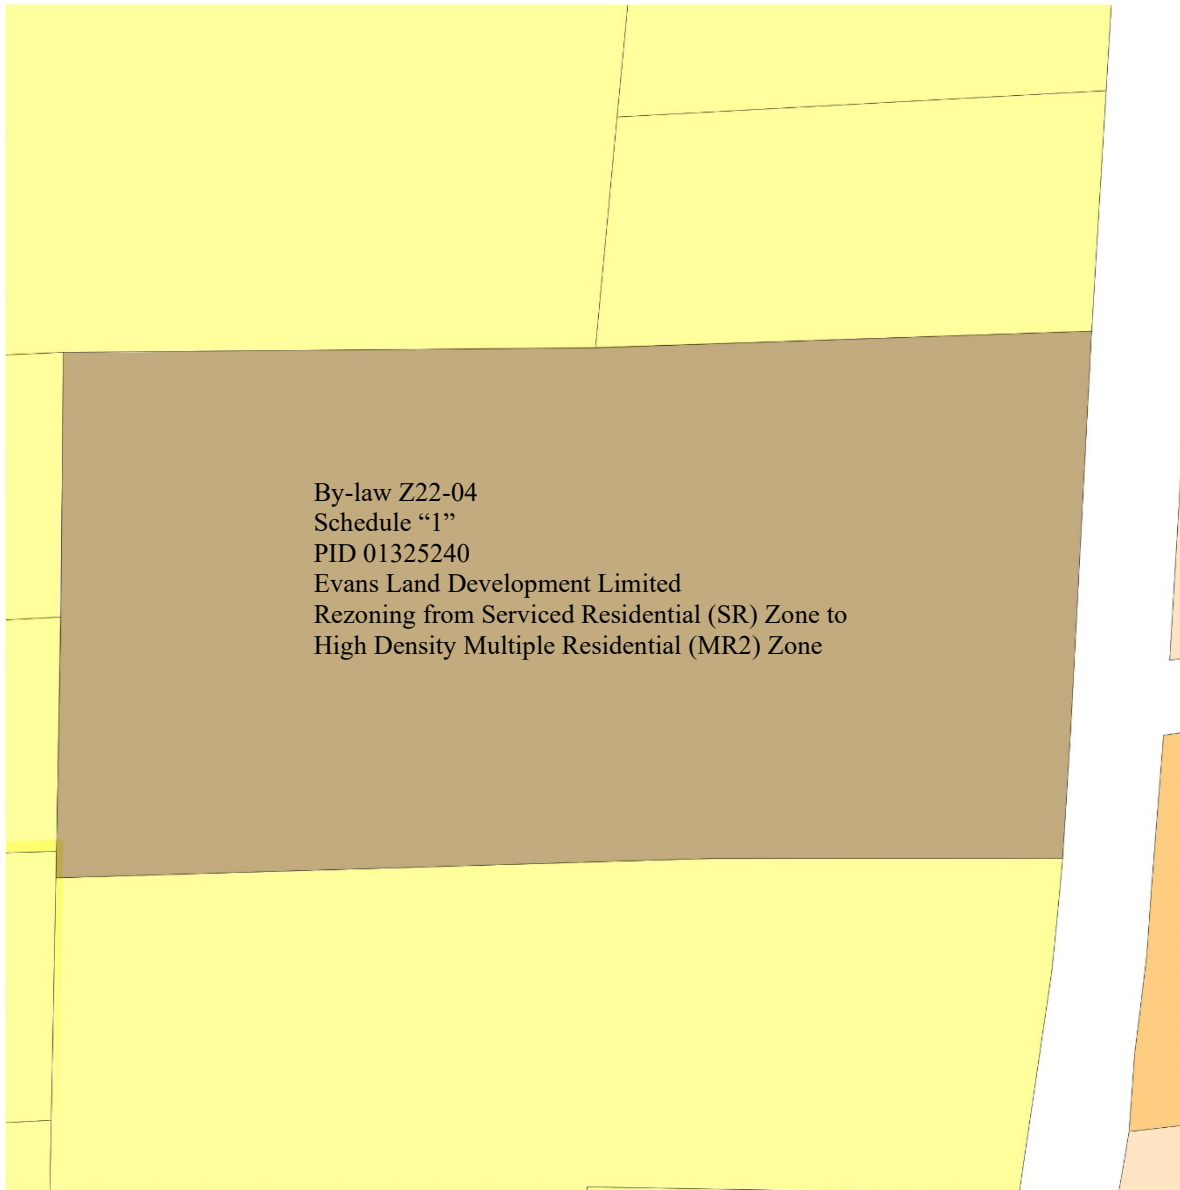 By-law Z22-04
Schedule “1”
PID 01325240
Evans Land Development Limited
Rezoning from Serviced Residential (SR) Zone to
High Density Multiple Residential (MR2) Zone